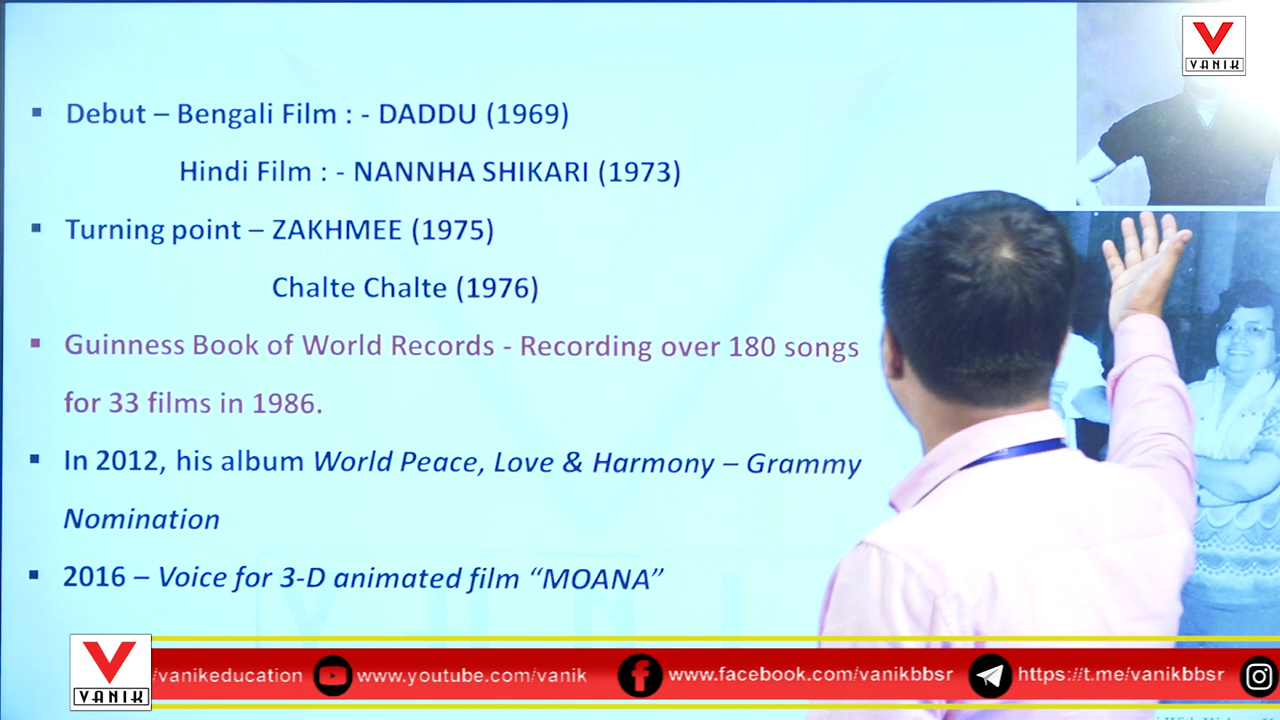 VANIK
▪ Debut – Bengali Film : - DADDU (1969)
Hindi Film : - NANNHA SHIKARI (1973)
▪ Turning point – ZAKHMEE (1975)
Chalte Chalte (1976)
▪ Guinness Book of World Records - Recording over 180 songs
for 33 films in 1986.
▪ In 2012, his album World Peace, Love & Harmony – Grammy
Nomination
▪ 2016 – Voice for 3-D animated film “MOANA”
VANIK
/vanikeducation www.youtube.com/vanik www.facebook.com/vanikbbsr https://t.me/vanikbbsr